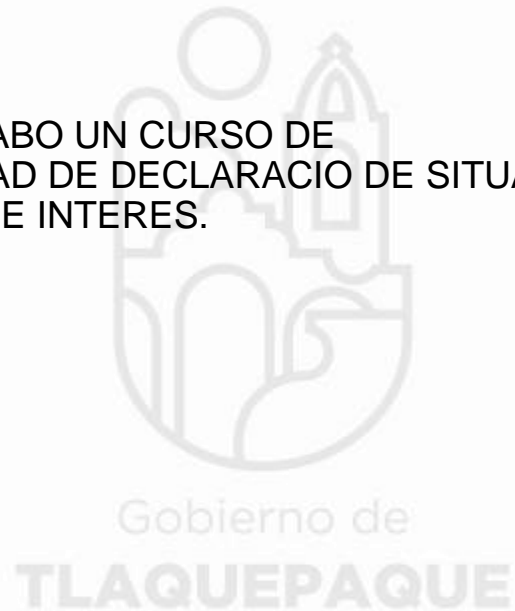 ABO UN CURSO DE
AD DE DECLARACIO DE SITUA
E INTERES.
Gobierno de
TLAQUEPAQUE